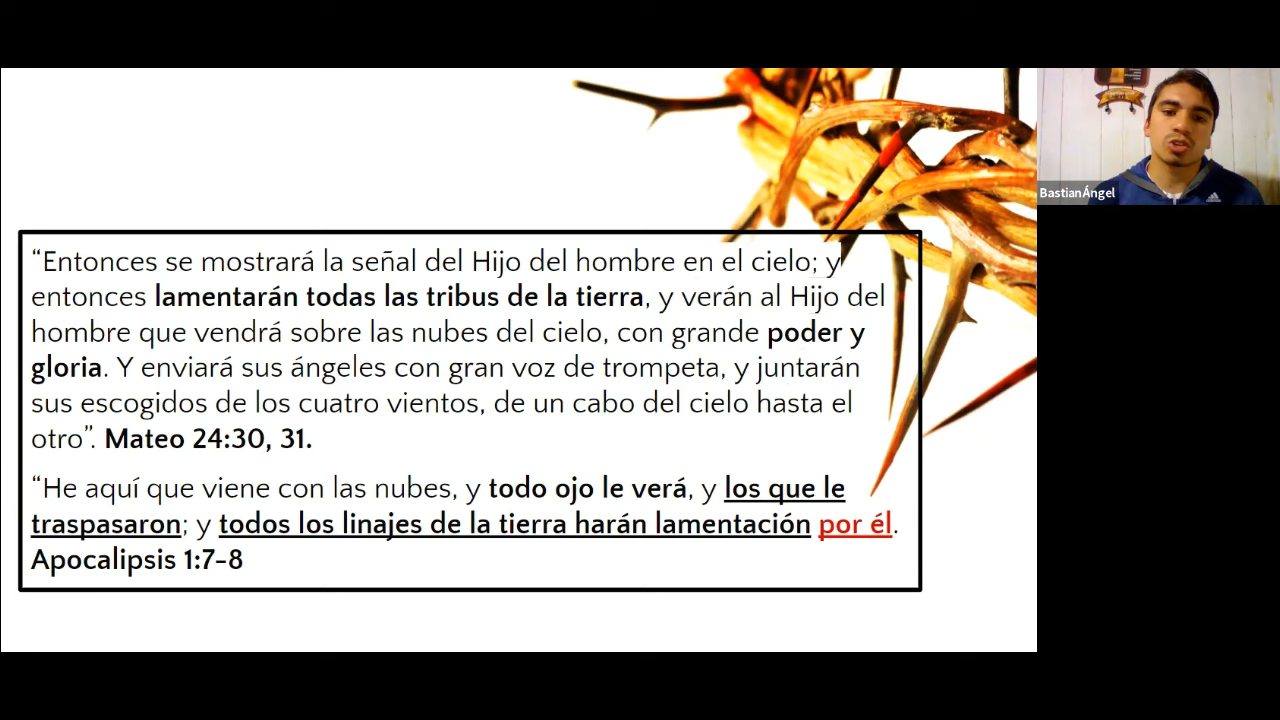 “Entonces se mostrará la señal del Hijo del hombre en el cielo; y
entonces lamentarán todas las tribus de la tierra, y verán al Hijo del
hombre que vendrá sobre las nubes del cielo, con grande poder y
gloria. Y enviará sus ángeles con gran voz de trompeta, y juntarán
sus escogidos de los cuatro vientos, de un cabo del cielo hasta el
otro”. Mateo 24:30, 31.
“He aquí que viene con las nubes, y todo ojo le verá, y los que le
traspasaron; y todos los linajes de la tierra harán lamentación por él.
Apocalipsis 1:7-8
BastianÁngel